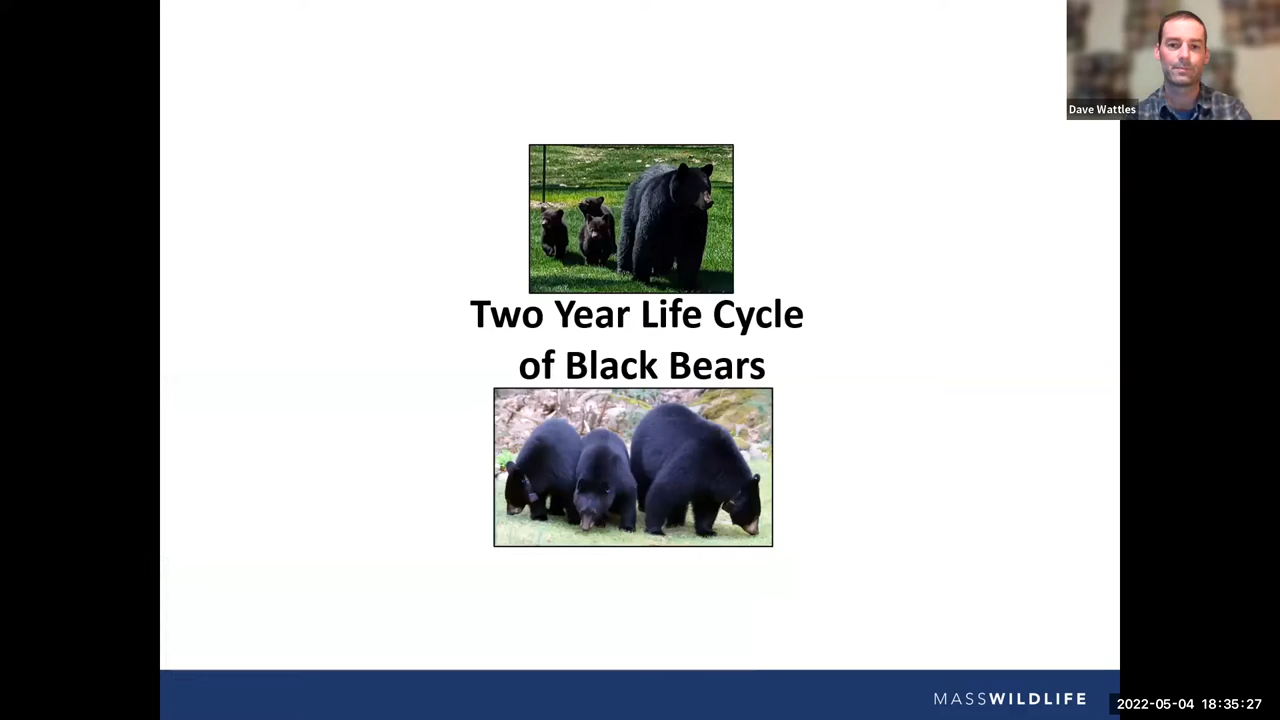 Dave Wattles
Two Year Life Cycle
of Black Bears
MASSWILDLIFE
2022-05-04 18:35:27